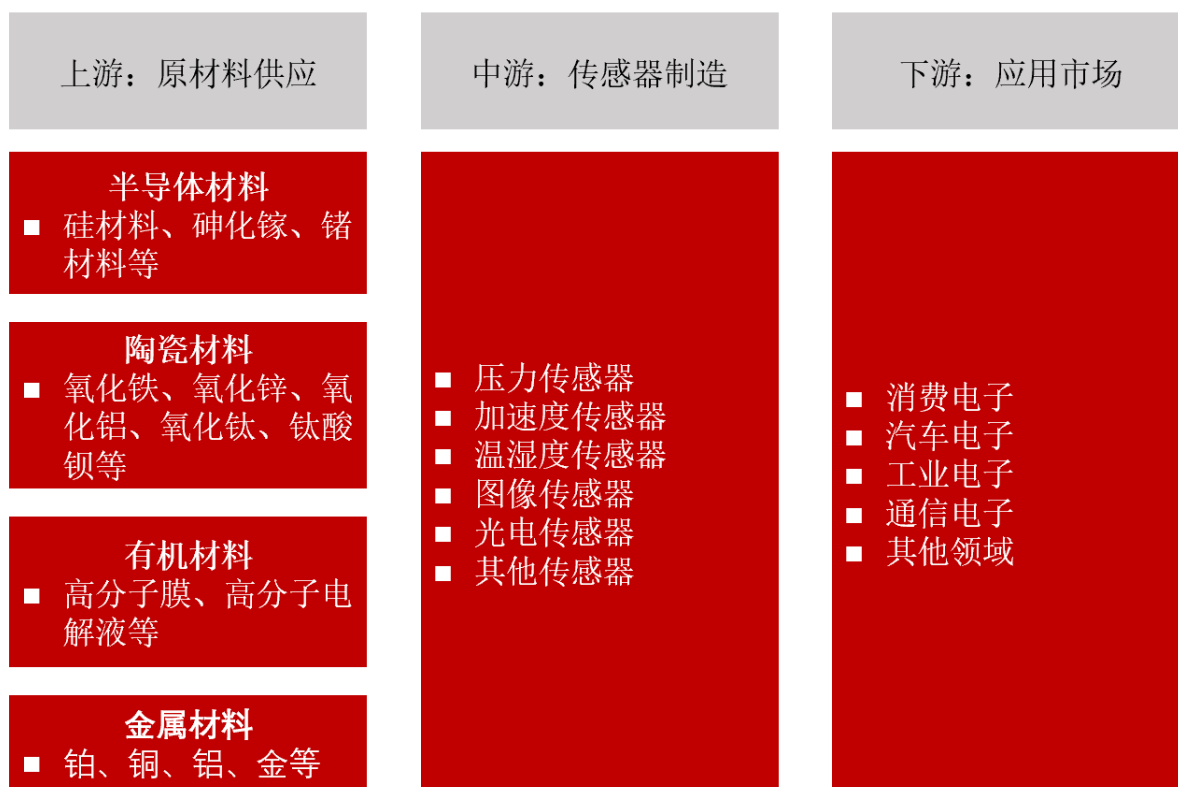 上游：原材料供应
半导体材料
■ 硅材料、砷化镓、锗
材料等
陶瓷材料
■ 氧化铁、氧化锌、氧
化铝、氧化钛、钛酸
钡等
有机材料
■ 高分子膜、高分子电
解液等
金属材料
■ 铂、铜、铝、金等
中游：传感器制造
■ 压力传感器
■ 加速度传感器
■ 温湿度传感器
■ 图像传感器
■ 光电传感器
■ 其他传感器
下游：应用市场
■ 消费电子
■ 汽车电子
■ 工业电子
■ 通信电子
■ 其他领域